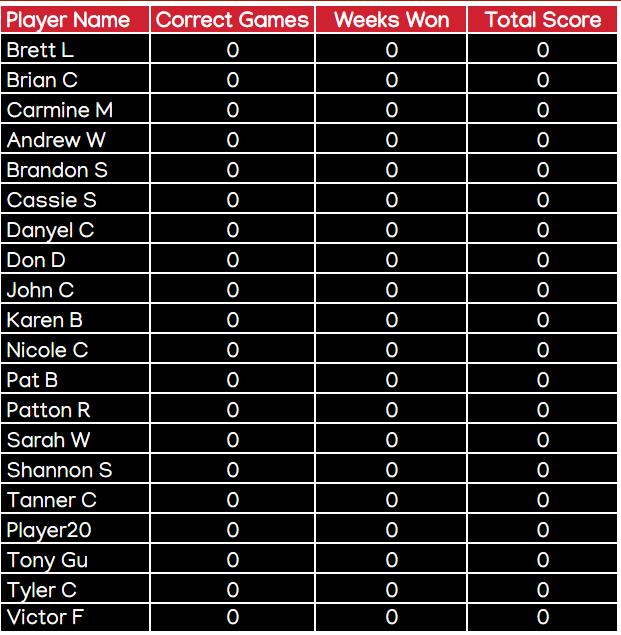 Player Name Correct Games Weeks Won Total Score
Brett L 0 0 0
Brian C 0 0 0
Carmine M 0 0 0
Andrew W 0 0 0
Brandon S 0 0 0
Cassie S 0 0 0
Danyel C 0 0 0
Don D 0 0 0
John C 0 0 0
Karen B 0 0 0
Nicole C 0 0 0
Pat B 0 0 0
Patton R 0 0 0
Sarah W 0 0 0
Shannon S 0 0 0
Tanner C 0 0 0
Player20 0 0 0
Tony Gu 0 0 0
Tyler C 0 0 0
Victor F 0 0 0